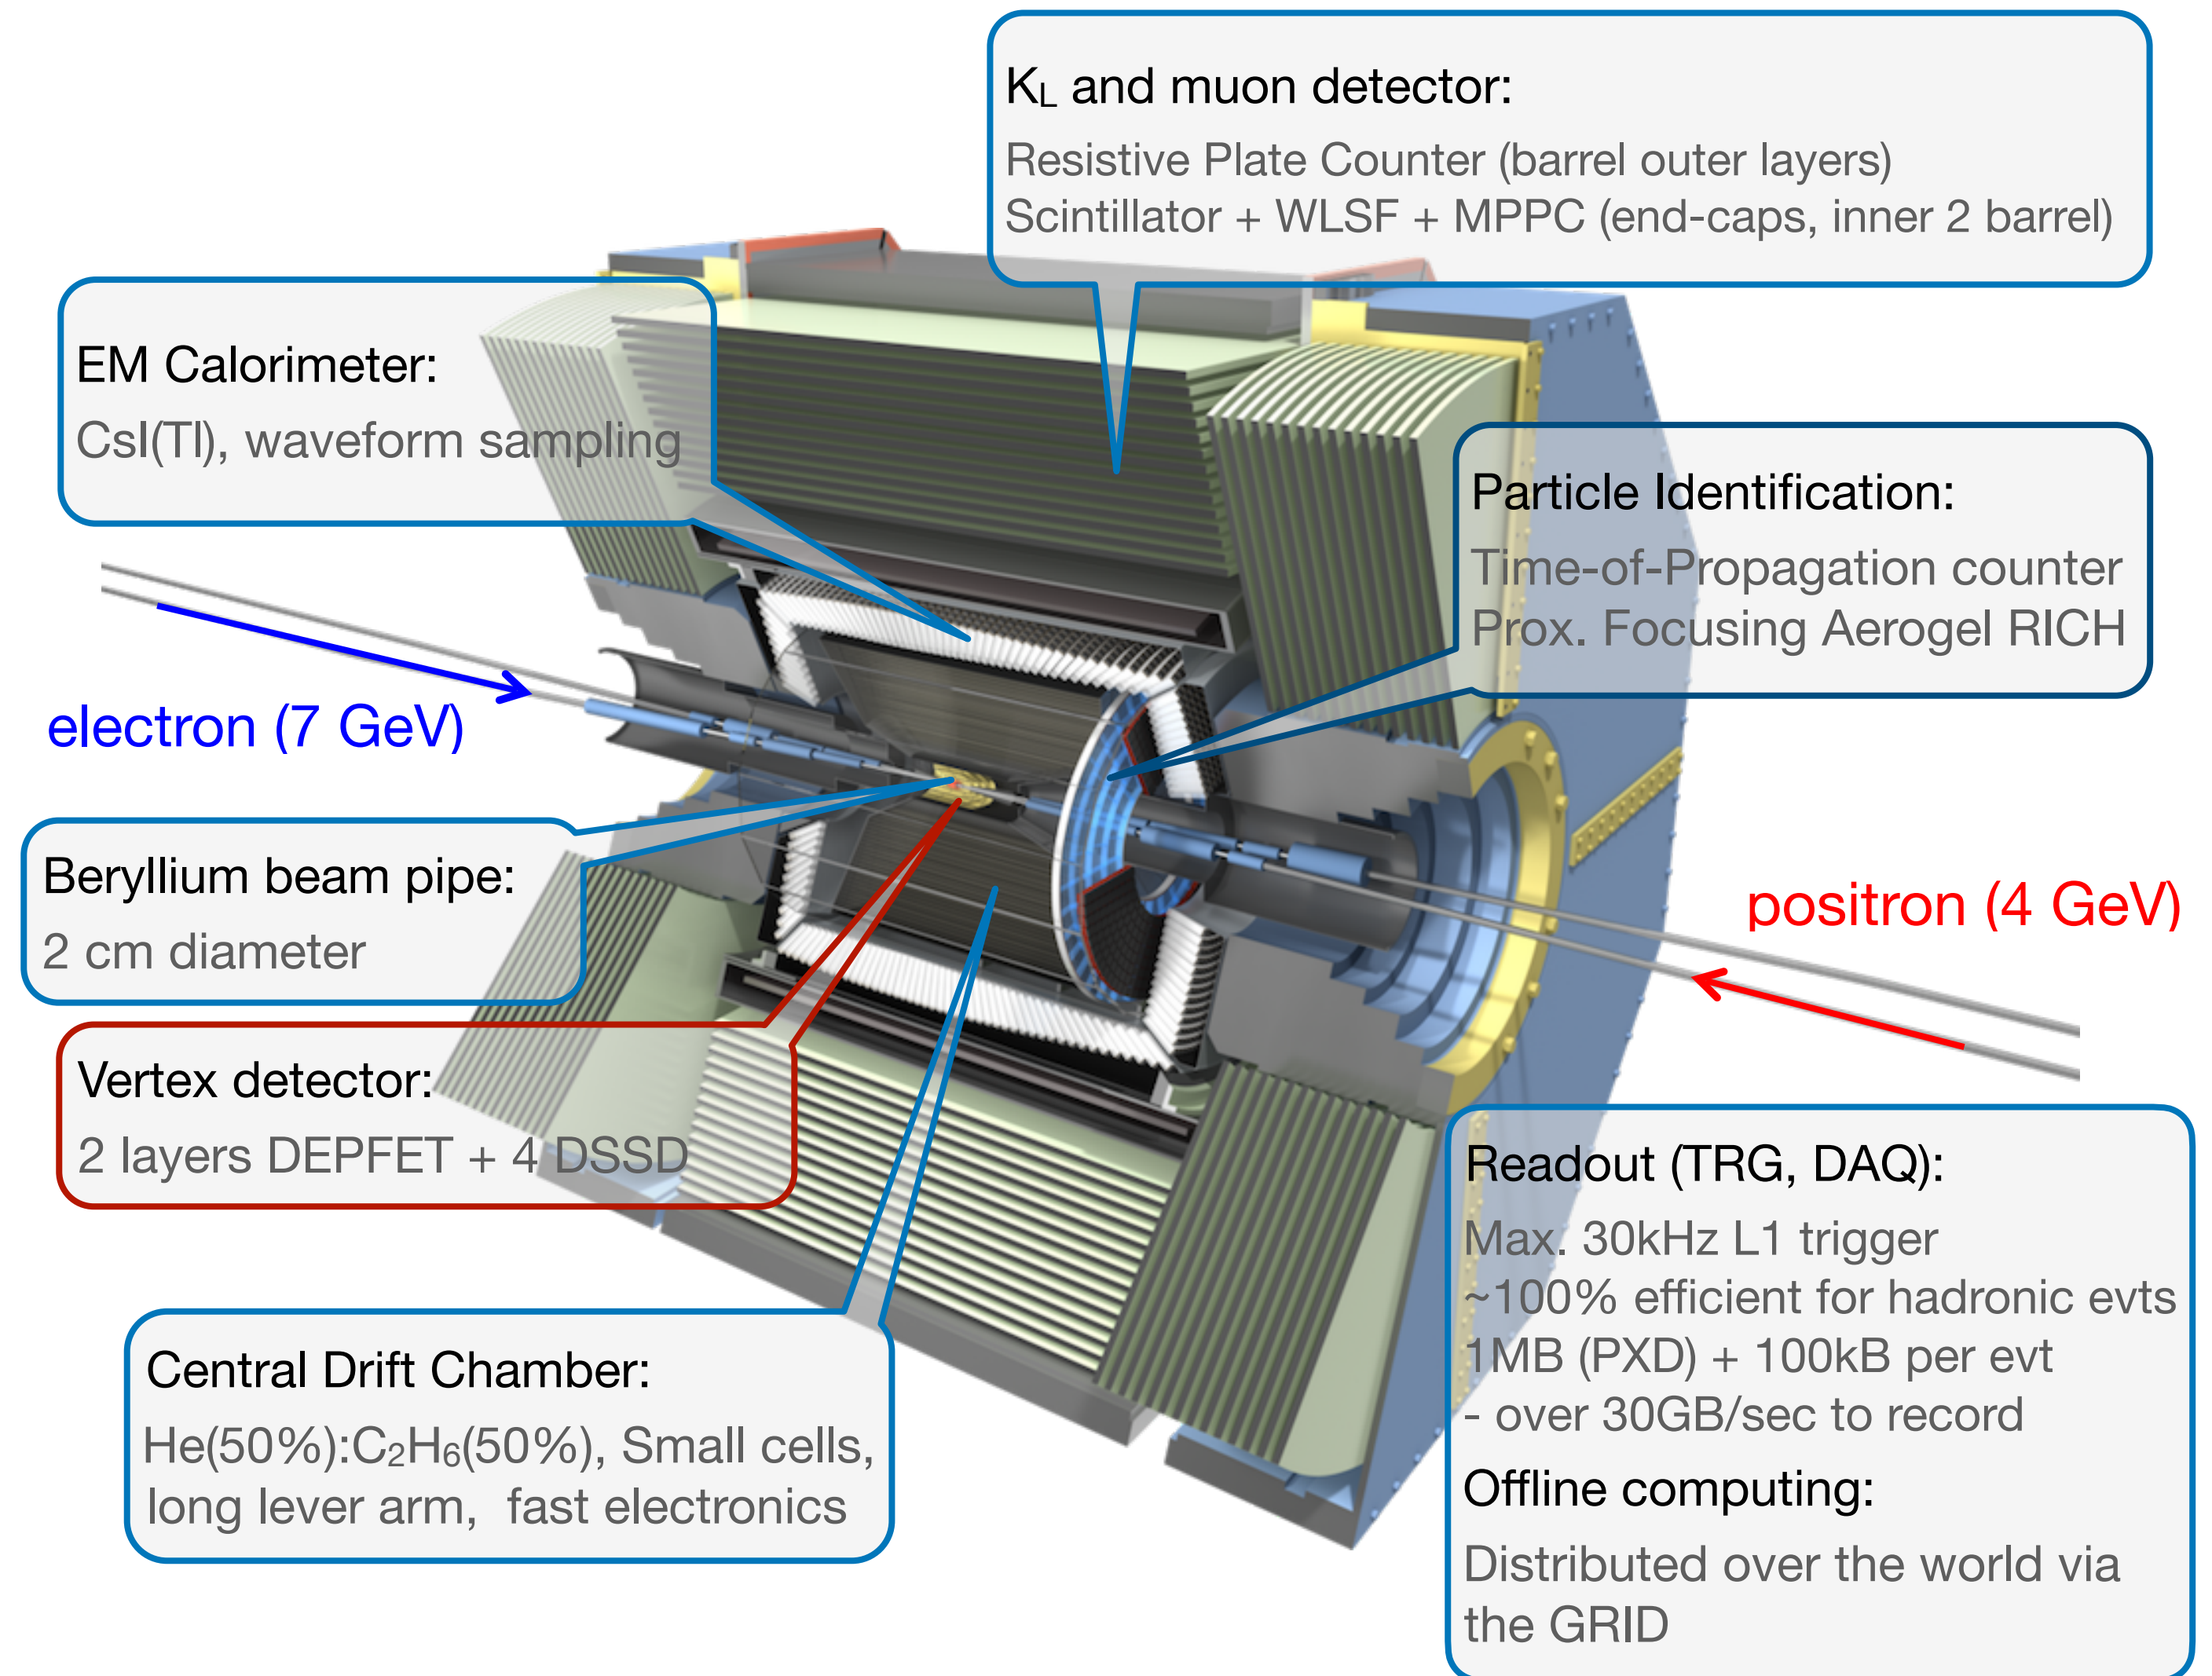 K_L and muon detector:
Resistive Plate Counter (barrel outer layers)
Scintillator + WLSF + MPPC (end-caps, inner 2 barrel)
EM Calorimeter:
CsI(Tl), waveform sampling
Particle Identification:
Time-of-Propagation counter
Prox. Focusing Aerogel RICH
electron (7 GeV)
positron (4 GeV)
Beryllium beam pipe:
2 cm diameter
Vertex detector:
2 layers DEPFET + 4 DSSD
Central Drift Chamber:
He(50%):C₂H₆(50%), Small cells,
long lever arm, fast electronics
Readout (TRG, DAQ):
Max. 30kHz L1 trigger
~100% efficient for hadronic evts
1MB (PXD) + 100kB per evt
- over 30GB/sec to record
Offline computing:
Distributed over the world via
the GRID